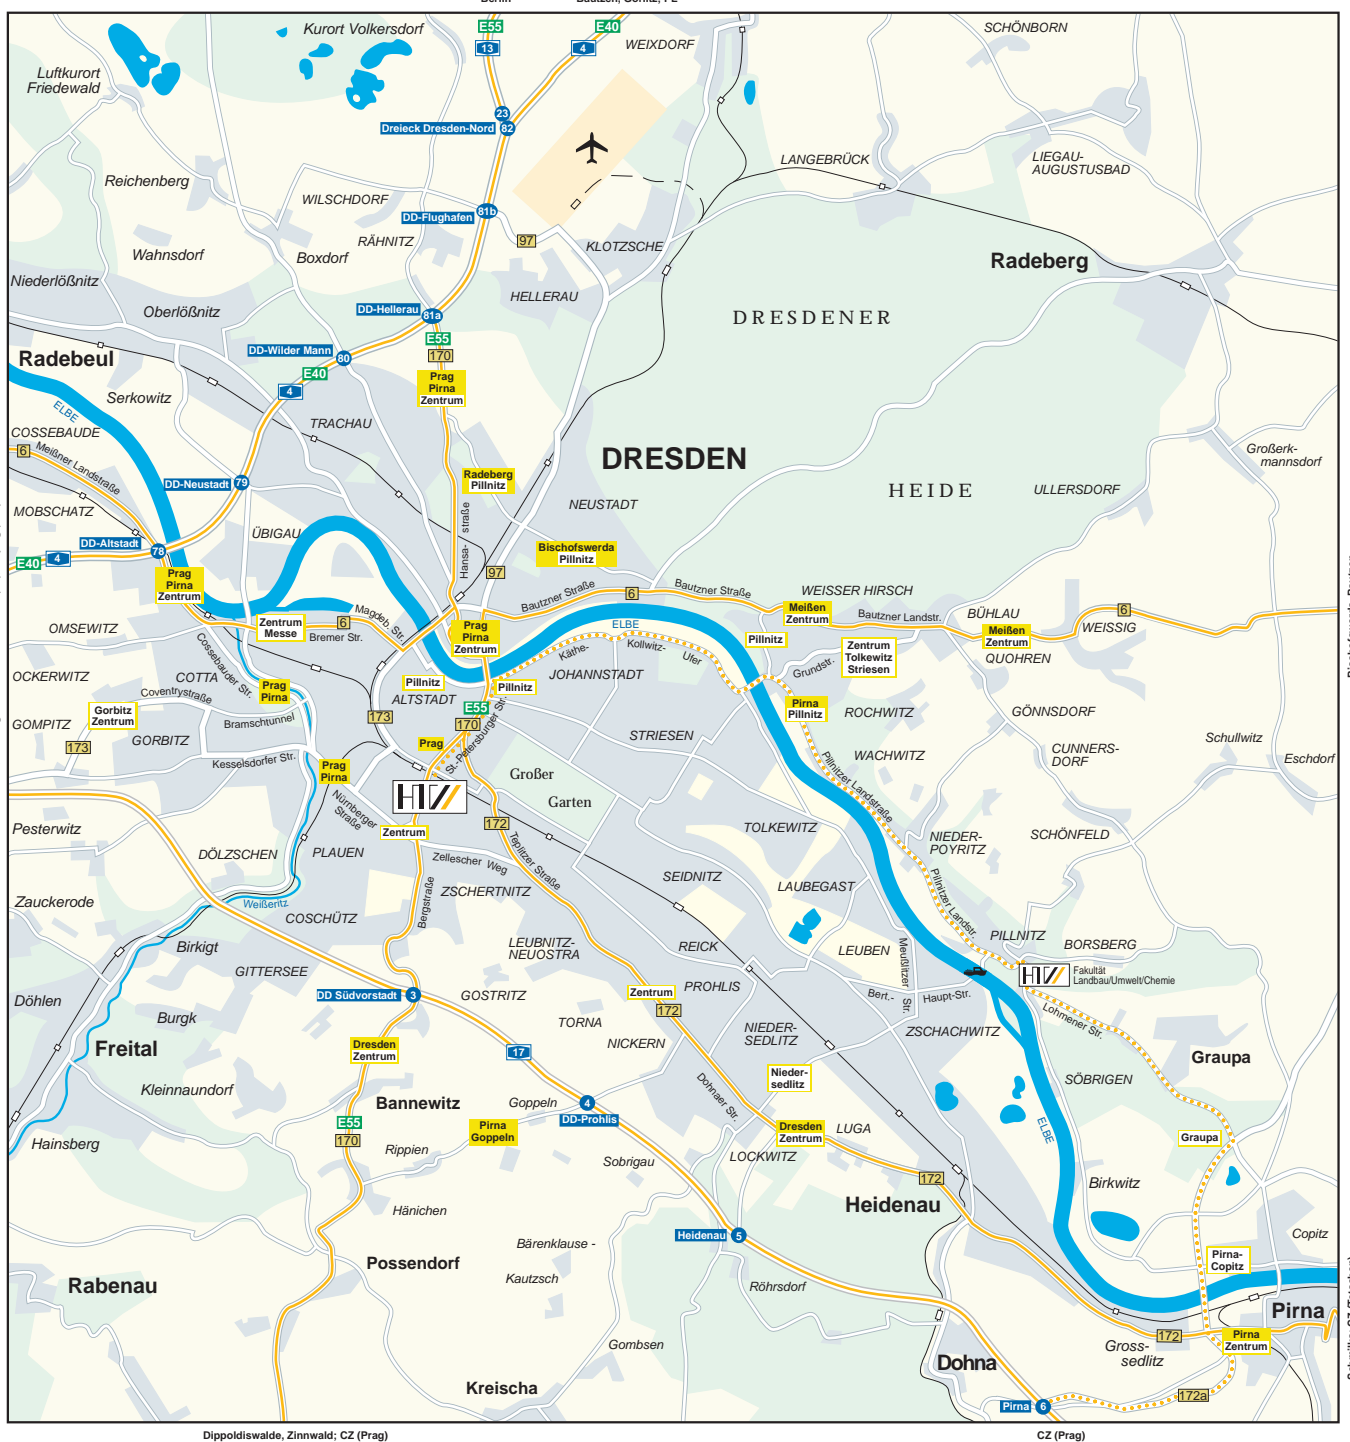 Berlin
Bautzen, Görlitz, PL
Kurort Volkersdorf
E55
E40
13
4
WEIXDORF
SCHÖNBORN
Luftkurort
Friedewald
23
Dreieck Dresden-Nord
82
LANGEBRÜCK
LIEGAU-
AUGUSTUSBAD
Reichenberg
WILSCHDORF
DD-Flughafen
81b
RÄHNITZ
97
KLOTZSCHE
Wahnsdorf
Boxdorf
Radeberg
Niederlößnitz
HELLERAU
Oberlößnitz
DD-Hellerau
81a
DRESDENER
E55
170
DD-Wilder Mann
80
Radebeul
E40
4
Prag
Pirna
Zentrum
Serkowitz
ELBE
TRACHAU
COSSEBAUDE
6
Meißner Landstraße
DRESDEN
Großerk-
mannsdorf
DD-Neustadt
79
Radeberg
Pillnitz
HEIDE
ULLERSDORF
NEUSTADT
MOBSCHATZ
ÜBIGAU
Hansa-
straße
DD-Altstadt
78
E40
4
Bischofswerda
Pillnitz
97
Prag
Pirna
Zentrum
Bautzner Straße
6
Bautzner Straße
WEISSER HIRSCH
Meißen
Zentrum
Bautzner Landstr.
BÜHLAU
6
WEISSIG
Magdeb. Str.
OMSEWITZ
Zentrum
Messe
6
Bremer Str.
Prag
Pirna
Zentrum
ELBE
Käthe-
Kollwitz-
Ufer
Pillnitz
Zentrum
Tolkewitz
Striesen
Meißen
Zentrum
QUOHREN
Cossebauder Str.
OCKERWITZ
COTTA
Coventrystraße
Prag
Pirna
Pillnitz
ALTSTADT
Pillnitz
JOHANNSTADT
Grundstr.
Gorbitz
Zentrum
GOMPITZ
173
GORBITZ
Bramschtunnel
173
E55
170
St.-Petersburger Str.
Pirna
Pillnitz
ROCHWITZ
GÖNNSDORF
STRIESEN
WACHWITZ
CUNNERS-
DORF
Schullwitz
Eschdorf
Kesselsdorfer Str.
Prag
Pirna
Prag
Großer
Garten
Pillnitzer Landstraße
HTW
Nürnberger
Straße
Pesterwitz
Zentrum
172
Teplitzer Straße
TOLKEWITZ
NIEDER-
POYRITZ
SCHÖNFELD
DÖLZSCHEN
PLAUEN
Zellescher Weg
ZSCHERTNITZ
SEIDNITZ
LAUBEGAST
Pillnitzer Landstr.
Zauckerode
Weißeritz
COSCHÜTZ
Bergstraße
Birkigt
GITTERSEE
LEUBNITZ-
NEUOSTRA
REICK
LEUBEN
Meußlitzer
Str.
PILLNITZ
BORSBERG
HTW
Fakultät
Landbau/Umwelt/Chemie
DD Südvorstadt
3
GOSTRITZ
Zentrum
PROHLIS
Bert.-
Haupt-Str.
Döhlen
Burgk
TORNA
172
NIEDER-
SEDLITZ
ZSCHACHWITZ
Lohmener Str.
Freital
Dresden
Zentrum
17
NICKERN
Graupa
Kleinnaundorf
Nieder-
sedlitz
SÖBRIGEN
Bannewitz
Goppeln
4
DD-Prohlis
Dohnaer Str.
E55
170
Pirna
Goppeln
Dresden
Zentrum
LUGA
ELBE
Graupa
Hainsberg
Rippien
Sobrigau
LOCKWITZ
172
Birkwitz
Heidenau
Hänichen
Heidenau
5
Copitz
Bärenklause -
Kautzsch
Possendorf
Pirna-
Copitz
Rabenau
Röhrsdorf
Pirna
172
Pirna
Zentrum
Gombsen
Gross-
sedlitz
Dohna
Kreischa
172a
Pirna
6
Dippoldiswalde, Zinnwald; CZ (Prag)
CZ (Prag)